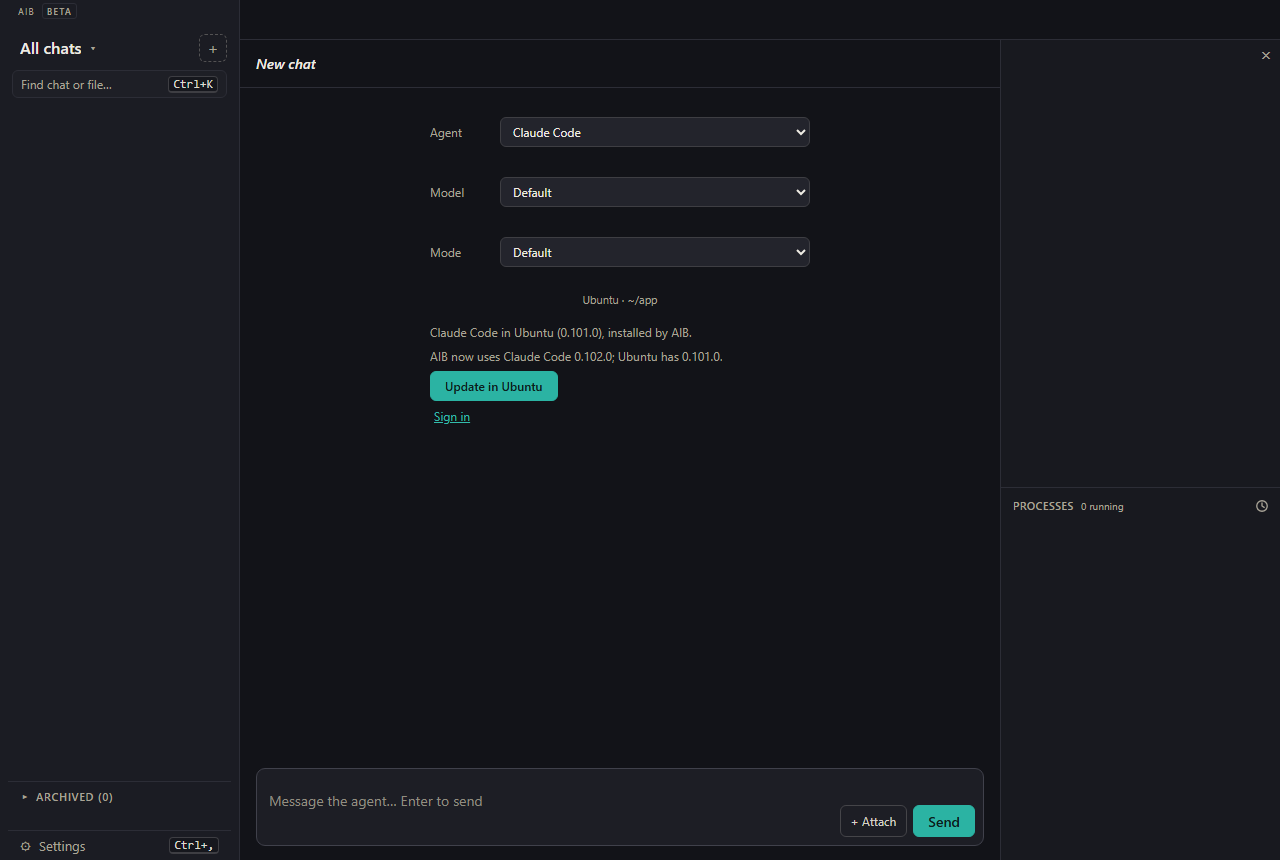 AIB BETA
All chats
+
Find chat or file... Ctrl+K
New chat
Agent Claude Code
Model Default
Mode Default
Ubuntu · ~/app
Claude Code in Ubuntu (0.101.0), installed by AIB.
AIB now uses Claude Code 0.102.0; Ubuntu has 0.101.0.
Update in Ubuntu
Sign in
PROCESSES 0 running
Message the agent... Enter to send
+ Attach Send
ARCHIVED (0)
Settings Ctrl+,